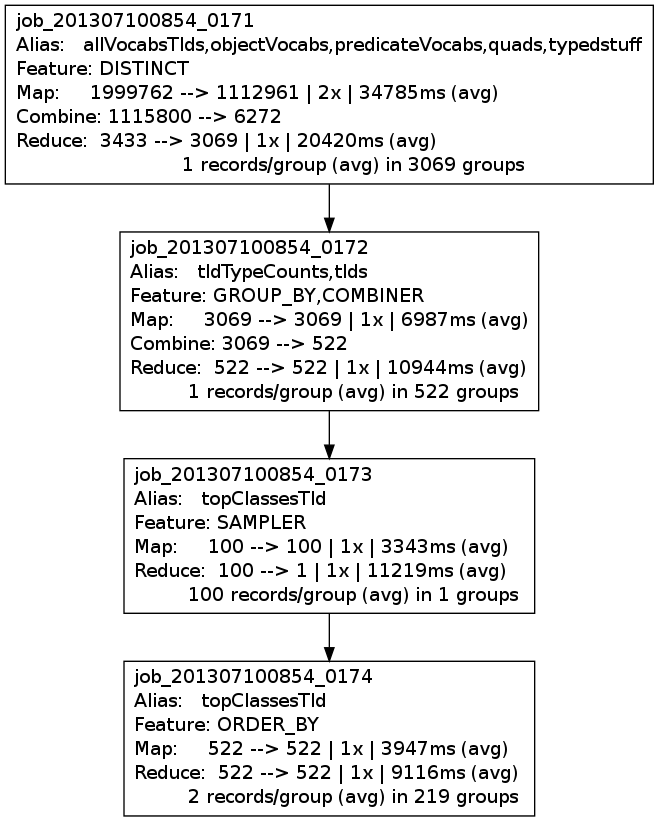 job_201307100854_0171
Alias: allVocabsTlds,objectVocabs,predicateVocabs,quads,typedstuff
Feature: DISTINCT
Map: 1999762 --> 1112961 | 2x | 34785ms (avg)
Combine: 1115800 --> 6272
Reduce: 3433 --> 3069 | 1x | 20420ms (avg)
1 records/group (avg) in 3069 groups
job_201307100854_0172
Alias: tldTypeCounts,tlds
Feature: GROUP_BY,COMBINER
Map: 3069 --> 3069 | 1x | 6987ms (avg)
Combine: 3069 --> 522
Reduce: 522 --> 522 | 1x | 10944ms (avg)
1 records/group (avg) in 522 groups
job_201307100854_0173
Alias: topClassesTld
Feature: SAMPLER
Map: 100 --> 100 | 1x | 3343ms (avg)
Reduce: 100 --> 1 | 1x | 11219ms (avg)
100 records/group (avg) in 1 groups
job_201307100854_0174
Alias: topClassesTld
Feature: ORDER_BY
Map: 522 --> 522 | 1x | 3947ms (avg)
Reduce: 522 --> 522 | 1x | 9116ms (avg)
2 records/group (avg) in 219 groups